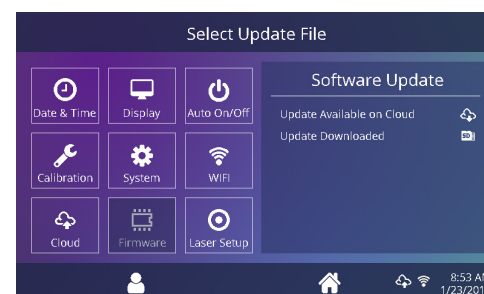 Select Update File
Date & Time
Display
Auto On/Off
Software Update
Update Available on Cloud
Update Downloaded
SD
Calibration
System
WIFI
Cloud
Firmware
Laser Setup
8:53 A
1/23/201